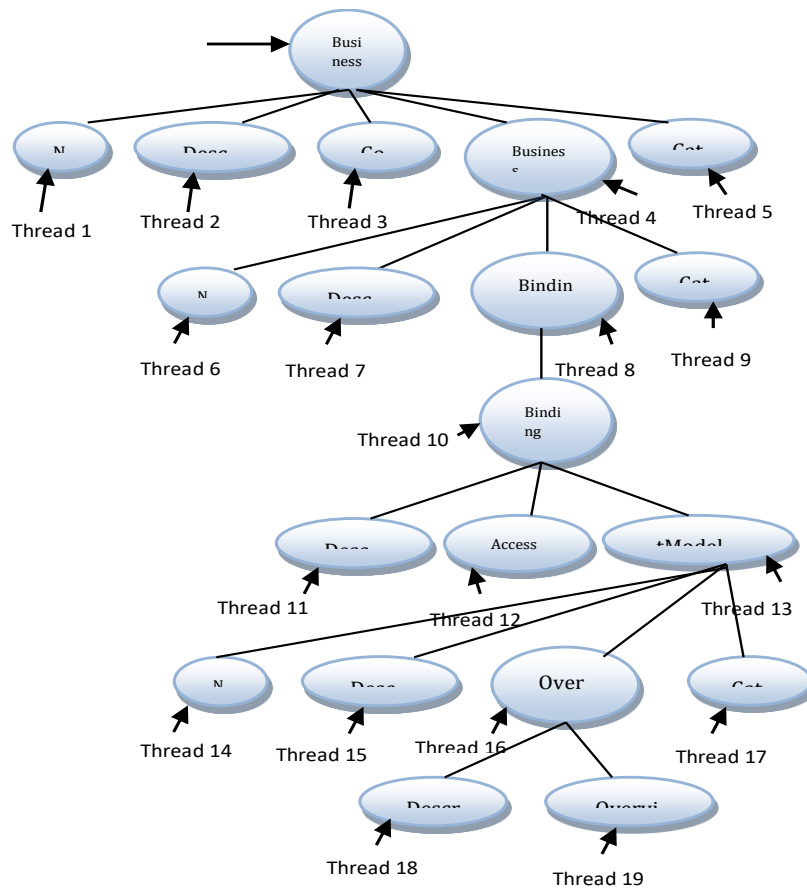 Busi
ness
N
Desc
Co
Busines
s
Cat
Thread 1
Thread 2
Thread 3
Thread 4
Thread 5
N
Desc
Bindin
Cat
Thread 6
Thread 7
Thread 8
Thread 9
Bindi
ng
Thread 10
Desc
Access
tModel
Thread 11
Thread 12
Thread 13
N
Desc
Over
Cat
Thread 14
Thread 15
Thread 16
Thread 17
Descr
Overvi
Thread 18
Thread 19